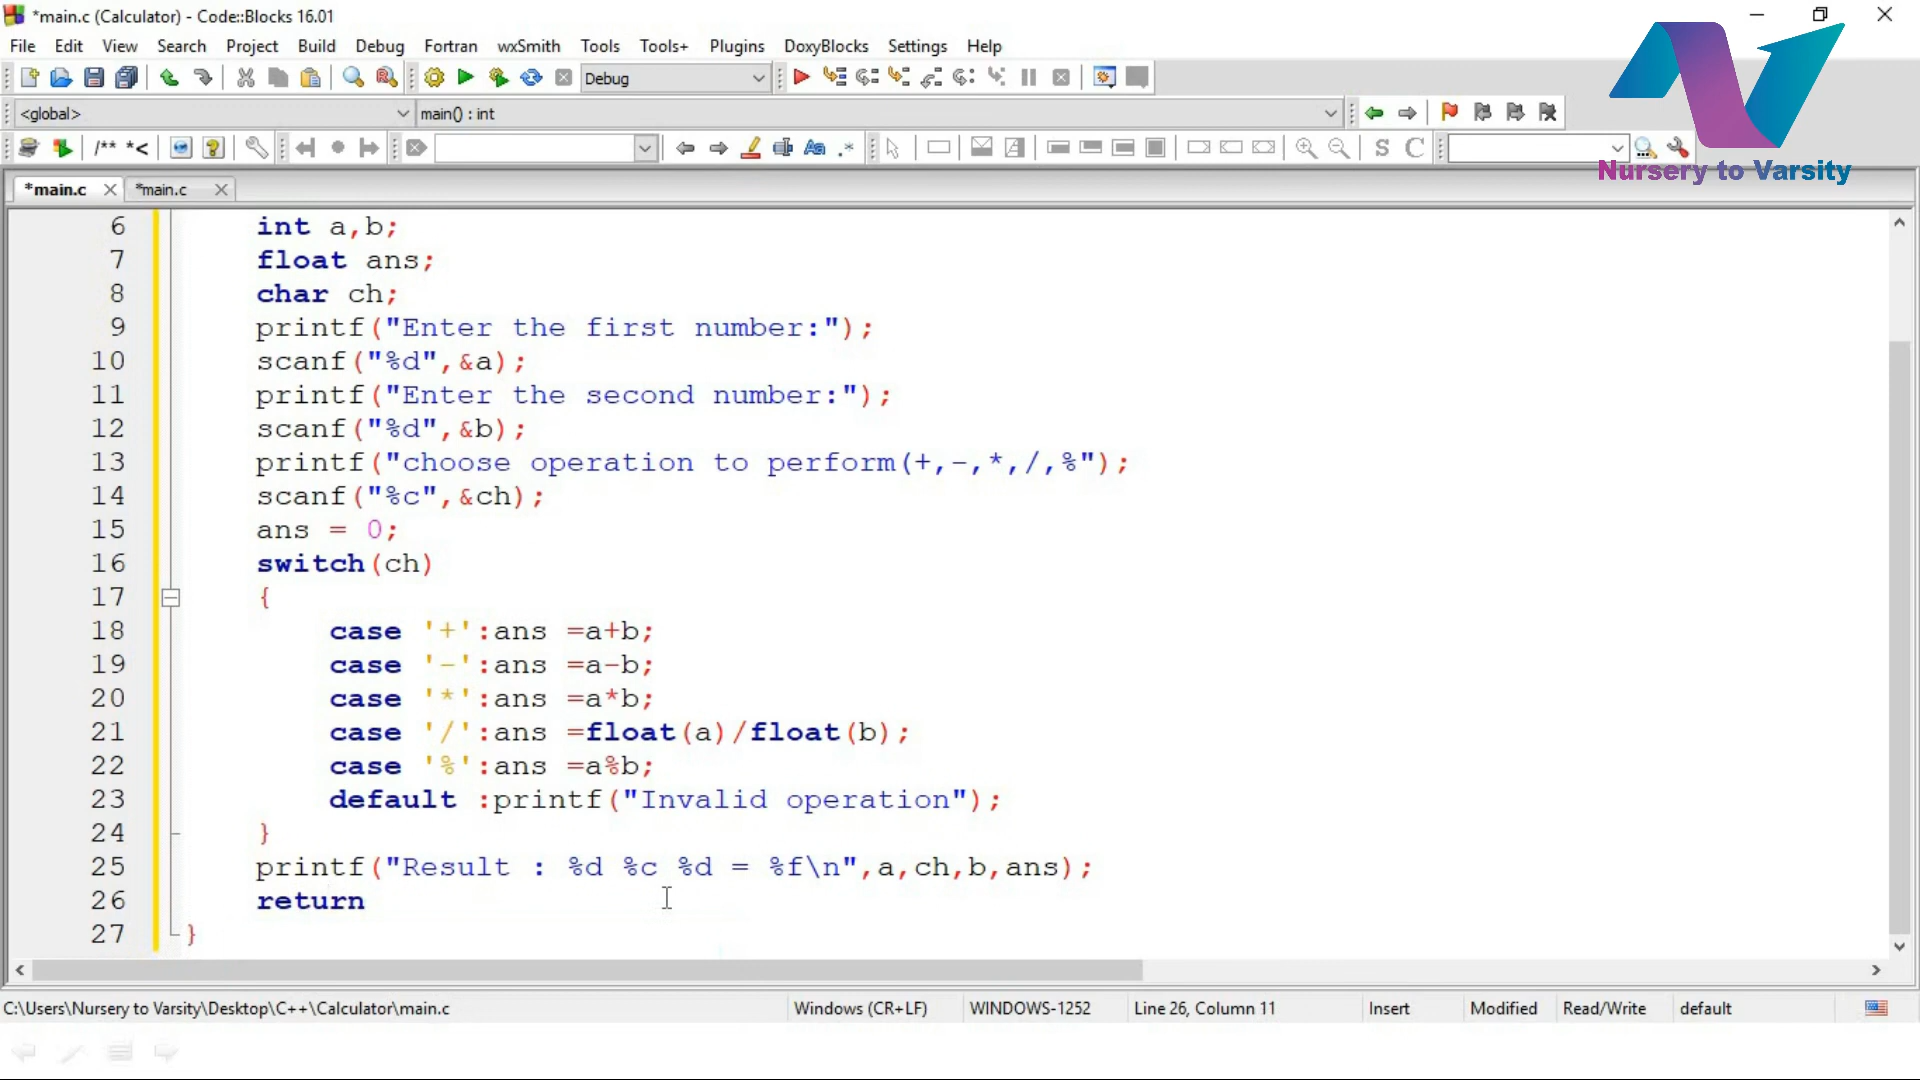 *main.c (Calculator) - Code::Blocks 16.01
File Edit View Search Project Build Debug Fortran wxSmith Tools Tools+ Plugins DoxyBlocks Settings Help
Debug
<global> main() : int
/** *<
S C
Nursery to Varsity
*main.c *main.c
6 int a,b;
7 float ans;
8 char ch;
9 printf("Enter the first number:");
10 scanf("%d",&a);
11 printf("Enter the second number:");
12 scanf("%d",&b);
13 printf("choose operation to perform(+,-,*,/,%");
14 scanf("%c",&ch);
15 ans = 0;
16 switch(ch)
17 {
18 case '+':ans =a+b;
19 case '-':ans =a-b;
20 case '*':ans =a*b;
21 case '/':ans =float(a)/float(b);
22 case '%':ans =a%b;
23 default :printf("Invalid operation");
24 }
25 printf("Result : %d %c %d = %f\n",a,ch,b,ans);
26 return
27 }
C:\Users\Nursery to Varsity\Desktop\C++\Calculator\main.c Windows (CR+LF) WINDOWS-1252 Line 26, Column 11 Insert Modified Read/Write default